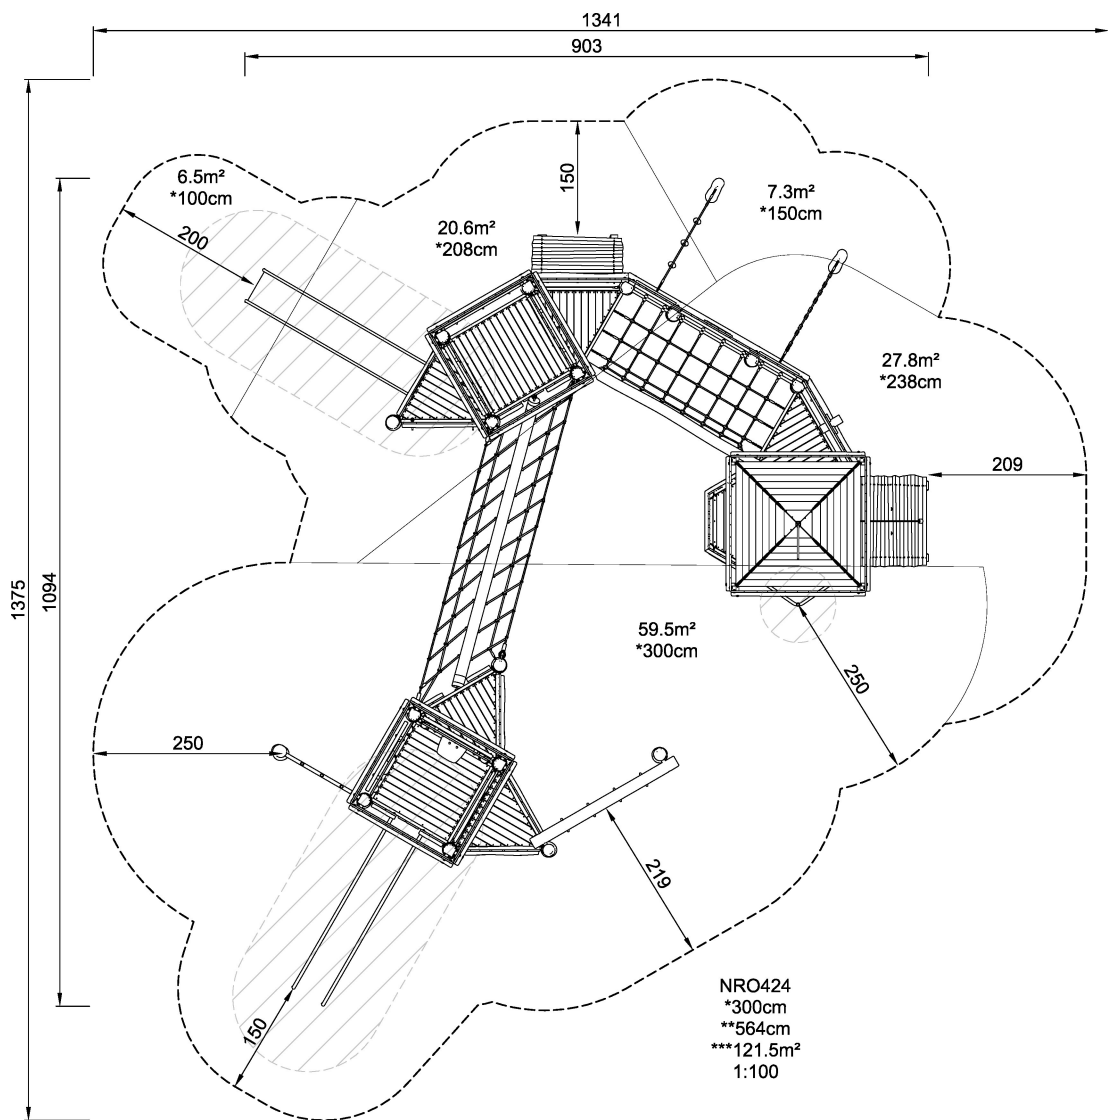 1341
903
6.5m²
*100cm
150
7.3m²
*150cm
20.6m²
*208cm
200
27.8m²
*238cm
209
1375
1094
59.5m²
*300cm
250
250
219
150
NRO424
*300cm
**564cm
***121.5m²
1:100